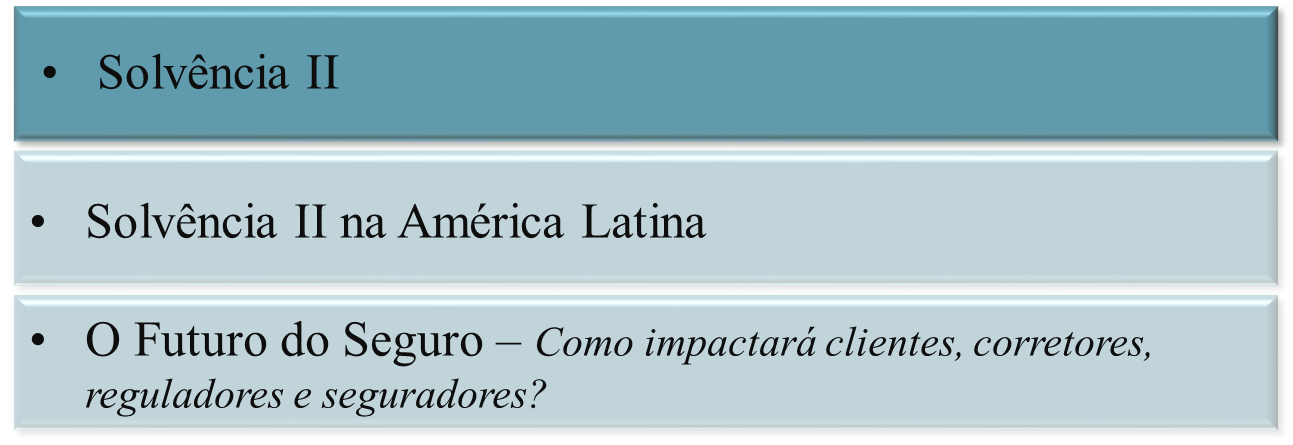 • Solvência II
• Solvência II na América Latina
• O Futuro do Seguro – Como impactará clientes, corretores,
reguladores e seguradores?